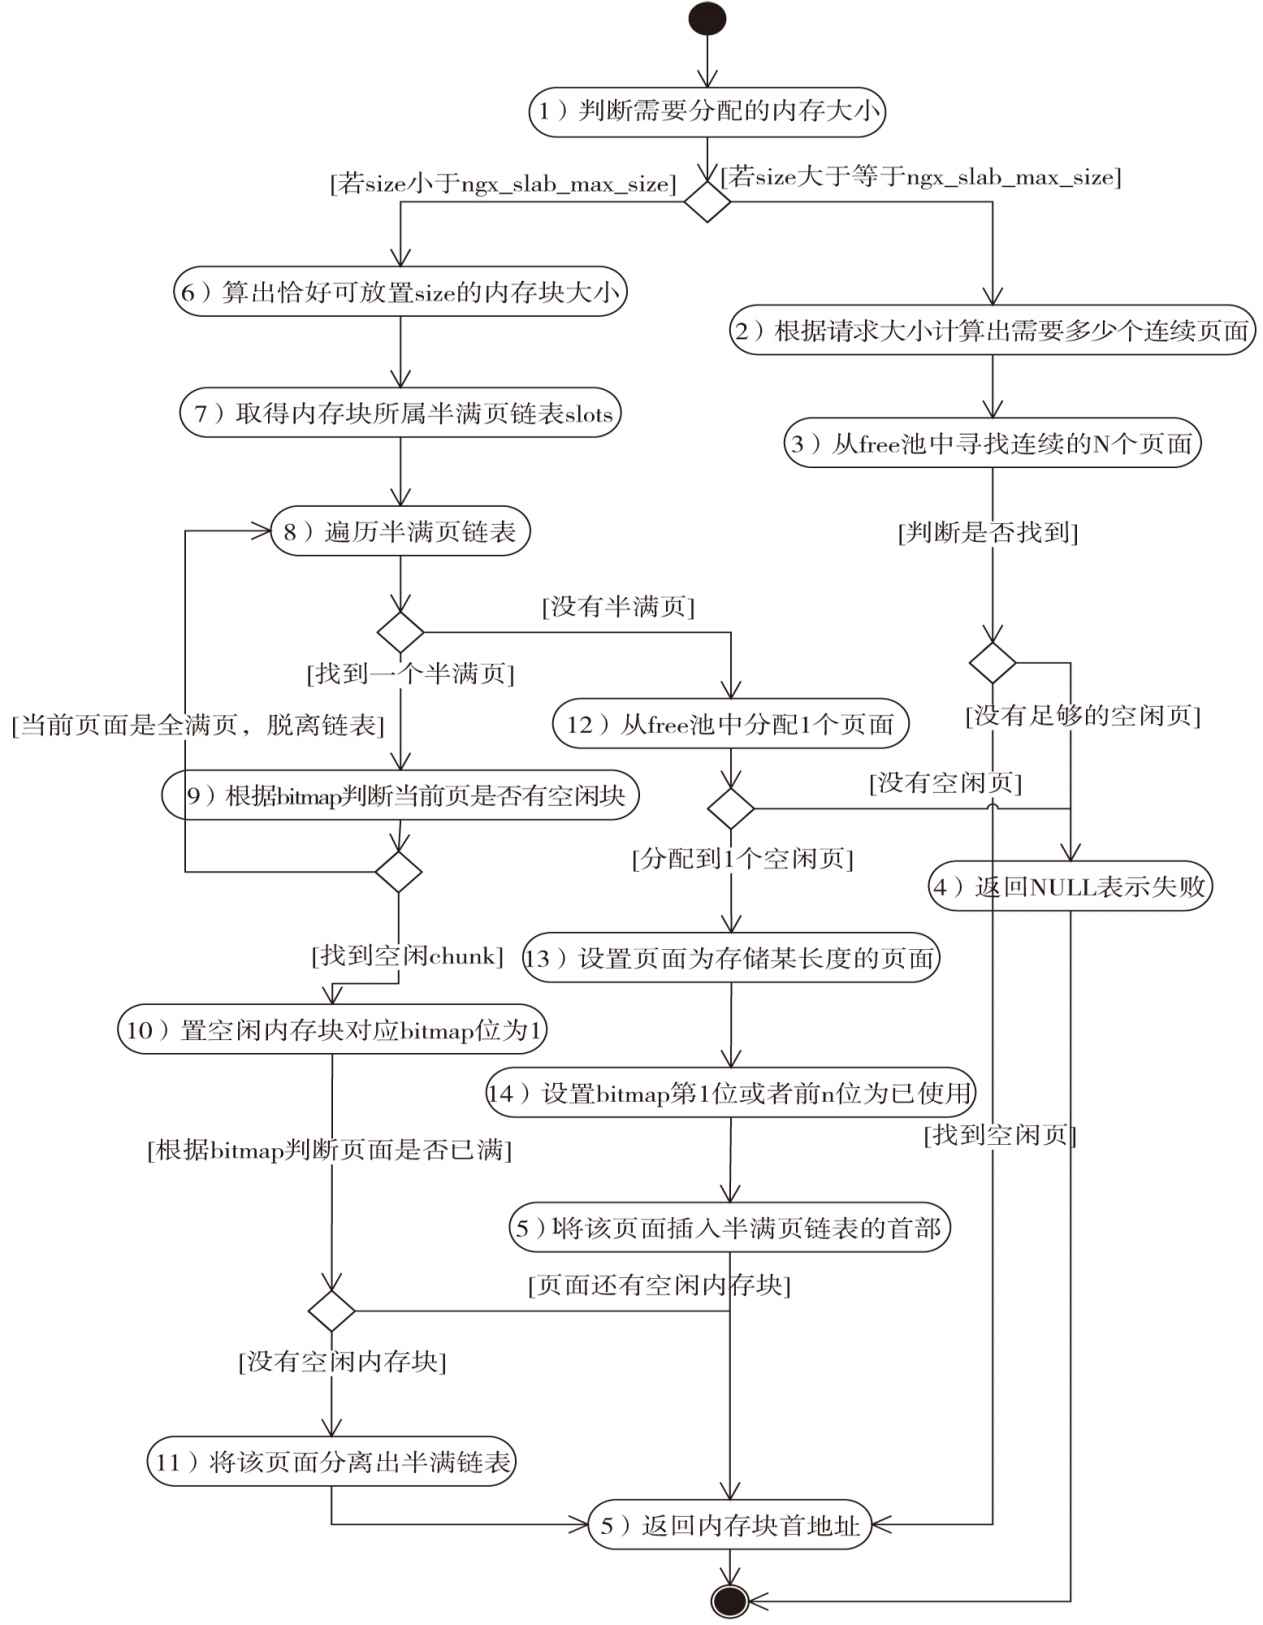 1）判断需要分配的内存大小
[若size小于ngx_slab_max_size]
[若size大于等于ngx_slab_max_size]
6）算出恰好可放置size的内存块大小
2）根据请求大小计算出需要多少个连续页面
7）取得内存块所属半满页链表slots
3）从free池中寻找连续的N个页面
8）遍历半满页链表
[判断是否找到]
[没有半满页]
[找到一个半满页]
[当前页面是全满页，脱离链表]
12）从free池中分配1个页面
[没有足够的空闲页]
9）根据bitmap判断当前页是否有空闲块
[没有空闲页]
[分配到1个空闲页]
4）返回NULL表示失败
[找到空闲chunk]
13）设置页面为存储某长度的页面
10）置空闲内存块对应bitmap位为1
14）设置bitmap第1位或者前n位为已使用
[找到空闲页]
[根据bitmap判断页面是否已满]
5）1将该页面插入半满页链表的首部
[页面还有空闲内存块]
[没有空闲内存块]
11）将该页面分离出半满链表
5）返回内存块首地址